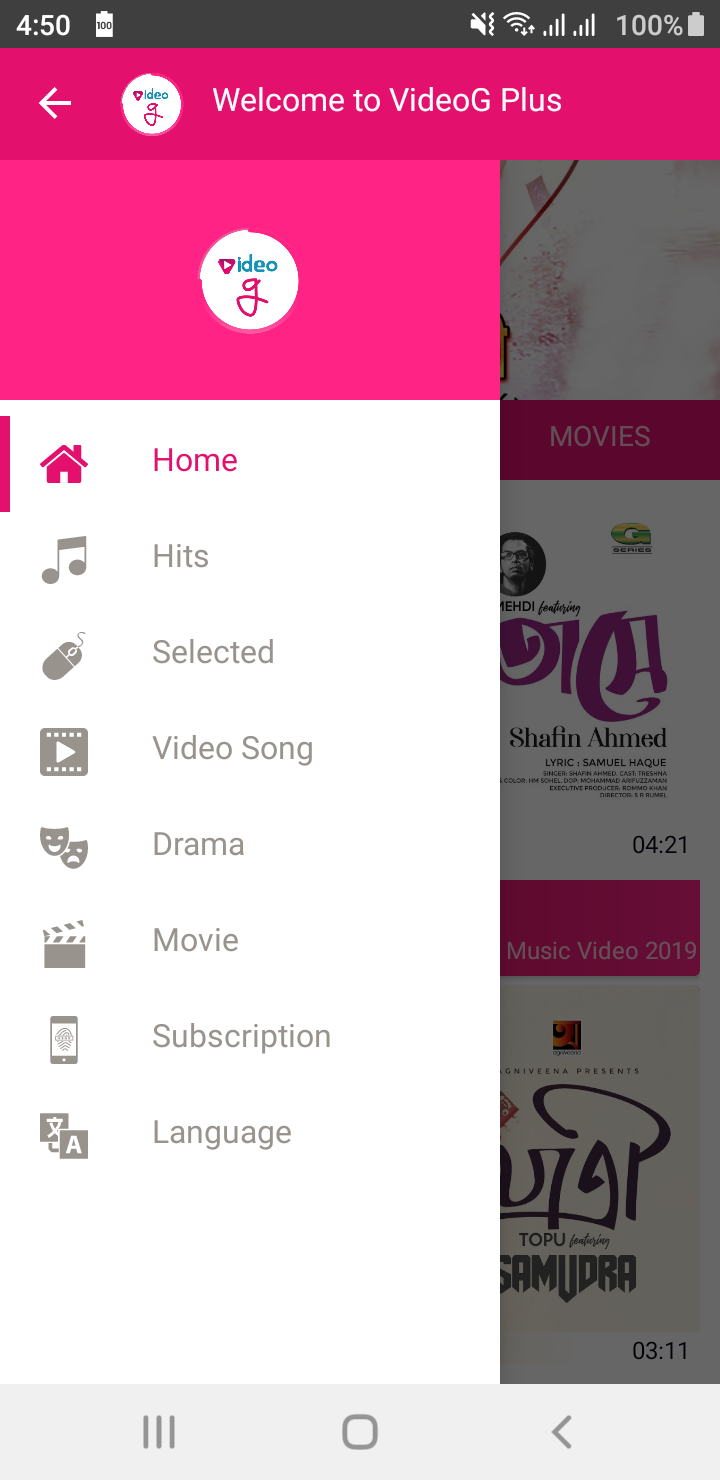 4:50
100
100%
Video
g
Welcome to VideoG Plus
Video
g
MOVIES
Home
Hits
Selected
Video Song
Drama
Movie
Subscription
Language
G
SERIES
MEHDI featuring
Shafin Ahmed
LYRIC : SAMUEL HAQUE
SINGER: SHAFIN AHMED, CAST: TRESHNA
& COLOR: HM SOHEL, DOP: MOHAMMAD ARIFUZZAMAN
EXECUTIVE PRODUCER: ROMMO KHAN
DIRECTOR: S R RUMEL
04:21
Music Video 2019
agniveena
AGNIVEENA PRESENTS
TOPU featuring
SAMUDRA
03:11